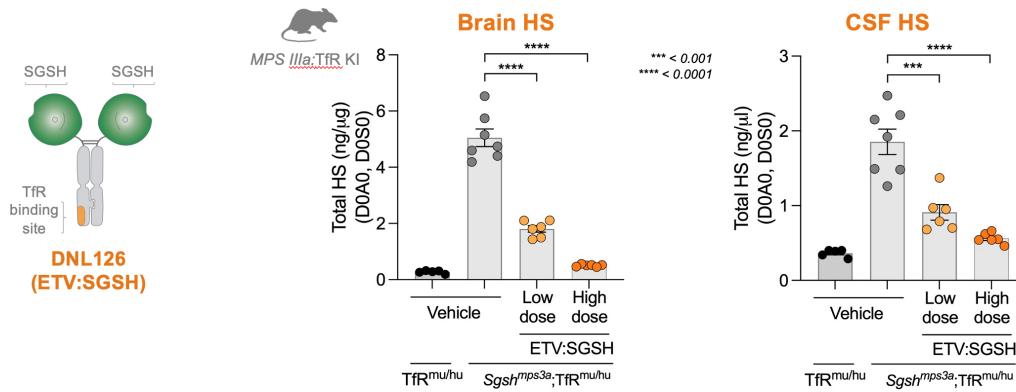 SGSH SGSH
TfR
binding
site
DNL126
(ETV:SGSH)
MPS IIIa;TfR KI
Brain HS
*** < 0.001
**** < 0.0001
****
****
Total HS (ng/μg)
(D0A0, D0S0)
8
6
4
2
0
Vehicle
Low
dose
High
dose
ETV:SGSH
TfRmu/hu
Sgshmps3a;TfRmu/hu
CSF HS
****
***
Total HS (ng/μl)
(D0A0, D0S0)
3
2
1
0
Vehicle
Low
dose
High
dose
ETV:SGSH
TfRmu/hu
Sgshmps3a;TfRmu/hu